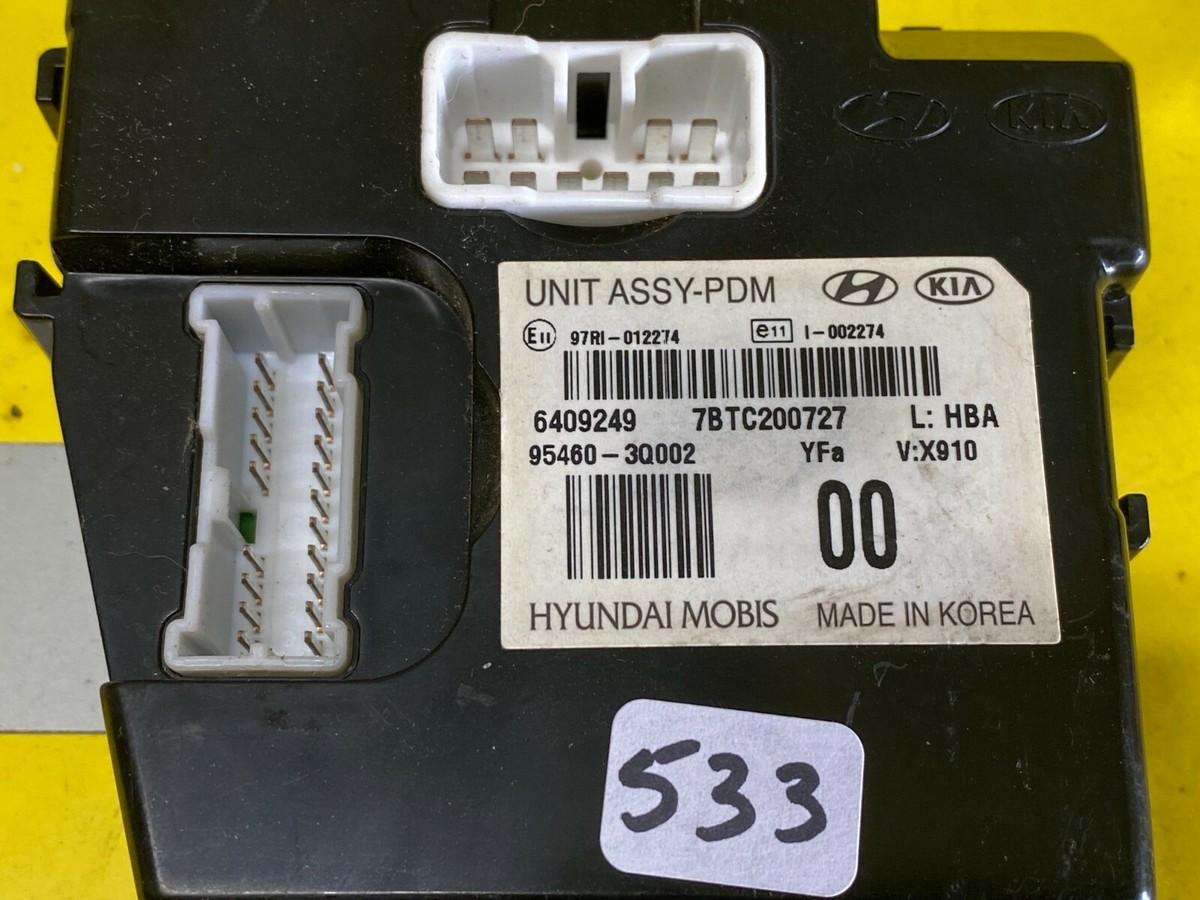 KIA
UNIT ASSY-PDM KIA
E11 97RI-012274 e11 I-002274
6409249 7BTC200727 L: HBA
95460-3Q002 YFa V:X910
00
HYUNDAI MOBIS MADE IN KOREA
533